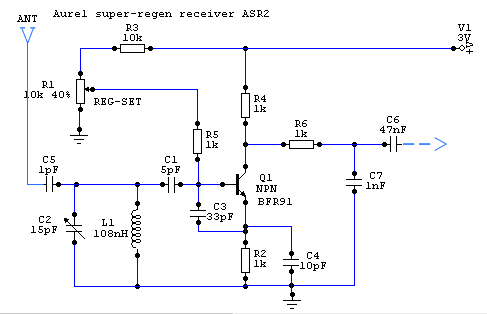 ANT
Aurel super-regen receiver ASR2
V1
3V
R3
10k
R1
10k 40%
REG-SET
R4
1k
R5
1k
R6
1k
C6
47nF
C5
1pF
C1
5pF
Q1
NPN
BFR91
C7
1nF
C2
15pF
L1
108nH
C3
33pF
R2
1k
C4
10pF